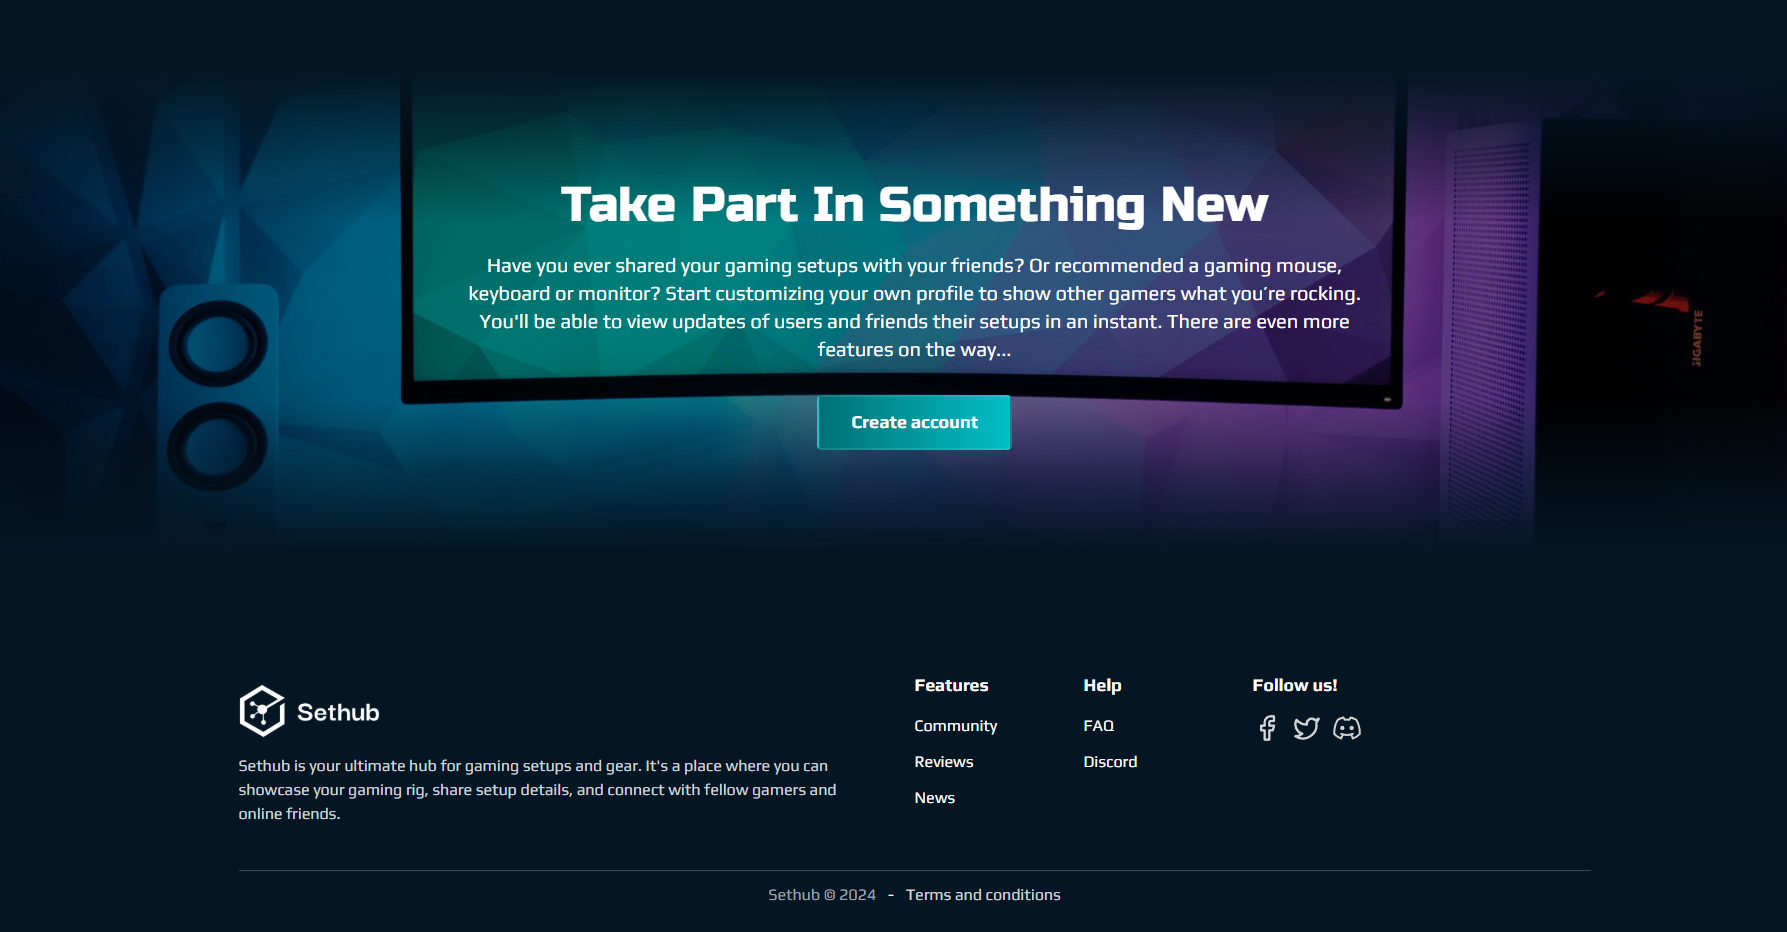 Take Part In Something New
Have you ever shared your gaming setups with your friends? Or recommended a gaming mouse,
keyboard or monitor? Start customizing your own profile to show other gamers what you’re rocking.
You'll be able to view updates of users and friends their setups in an instant. There are even more
features on the way...
GIGABYTE
Create account
Sethub
Sethub is your ultimate hub for gaming setups and gear. It's a place where you can
showcase your gaming rig, share setup details, and connect with fellow gamers and
online friends.
Features
Community
Reviews
News
Help
FAQ
Discord
Follow us!
Sethub © 2024 - Terms and conditions